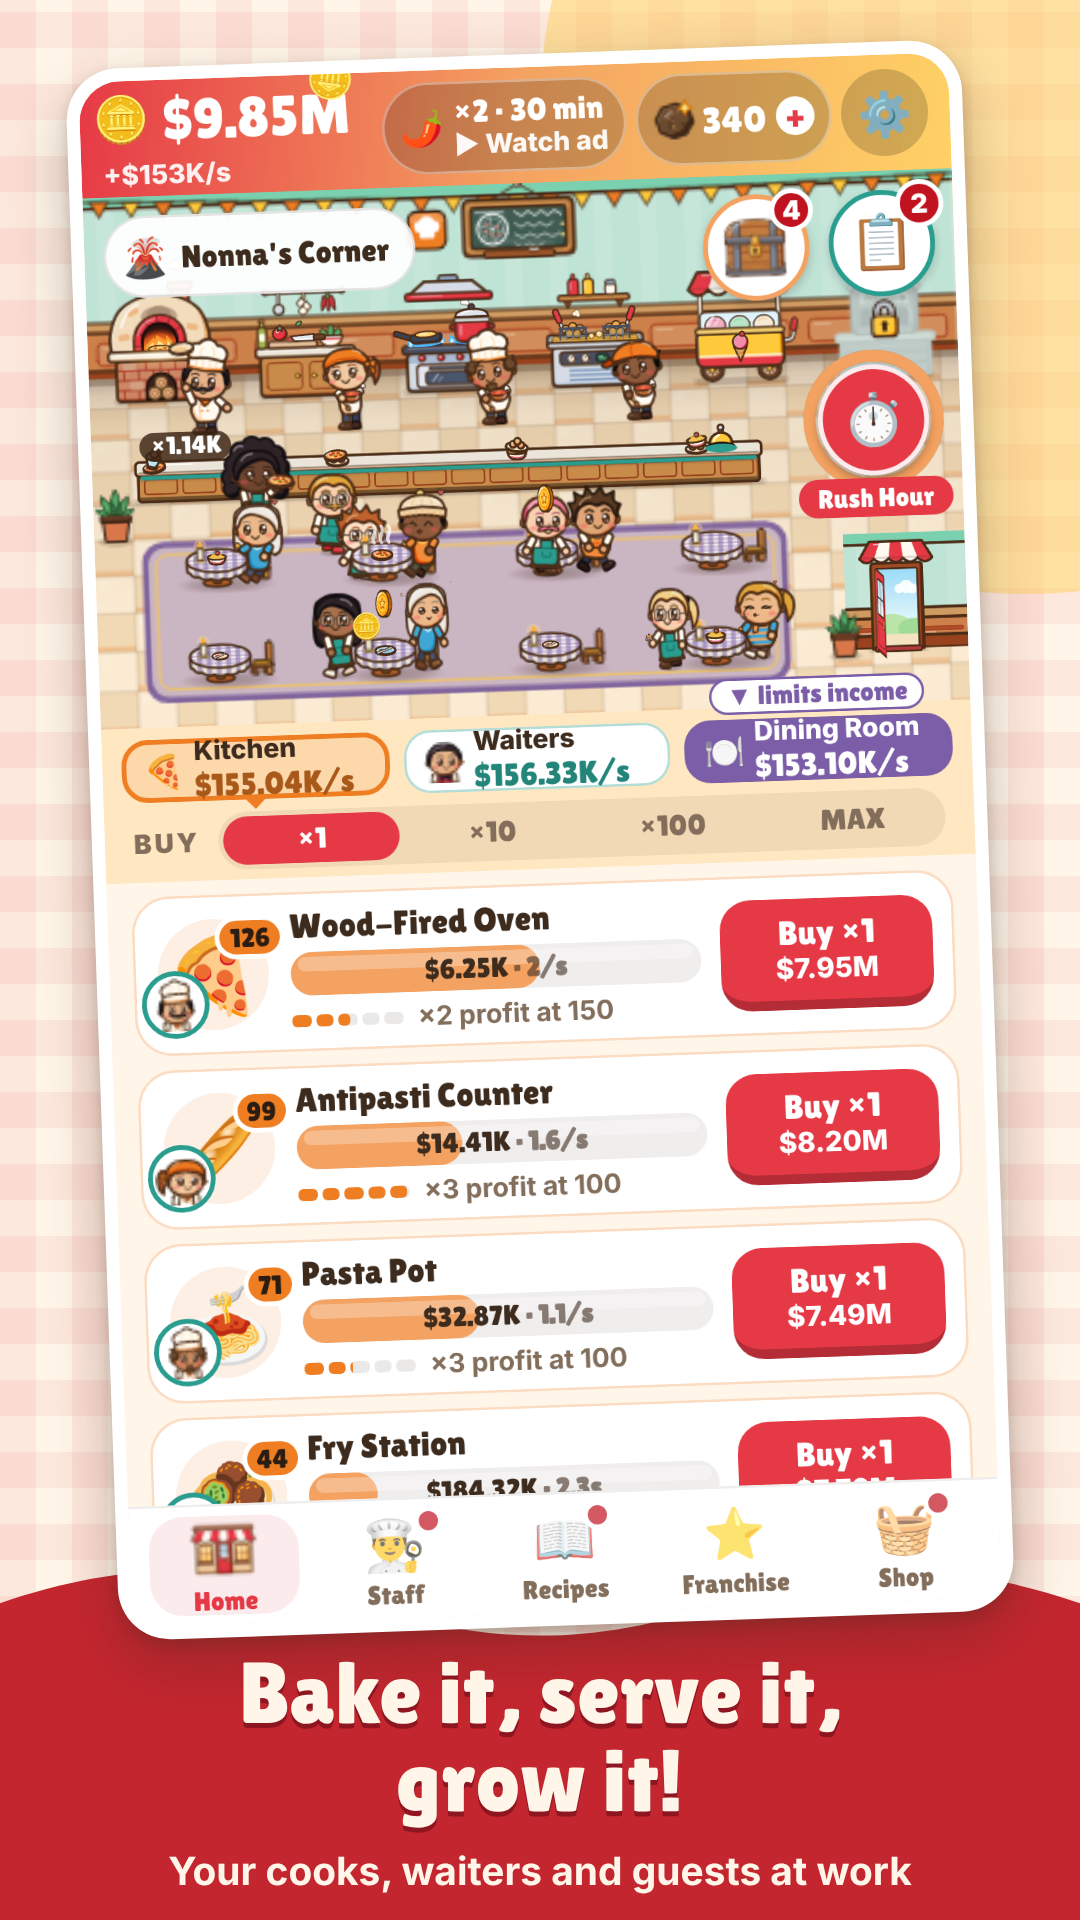 $9.85M
+$153K/s
×2 · 30 min
▶ Watch ad
340 +
Nonna's Corner
4
2
×1.14K
Rush Hour
▼ limits income
Kitchen
$155.04K/s
Waiters
$156.33K/s
Dining Room
$153.10K/s
BUY
×1
×10
×100
MAX
126
Wood-Fired Oven
$6.25K · 2/s
×2 profit at 150
Buy ×1
$7.95M
99
Antipasti Counter
$14.41K · 1.6/s
×3 profit at 100
Buy ×1
$8.20M
71
Pasta Pot
$32.87K · 1.1/s
×3 profit at 100
Buy ×1
$7.49M
44
Fry Station
$184.32K · 2.3s
Buy ×1
Home
Staff
Recipes
Franchise
Shop
Bake it, serve it,
grow it!
Your cooks, waiters and guests at work